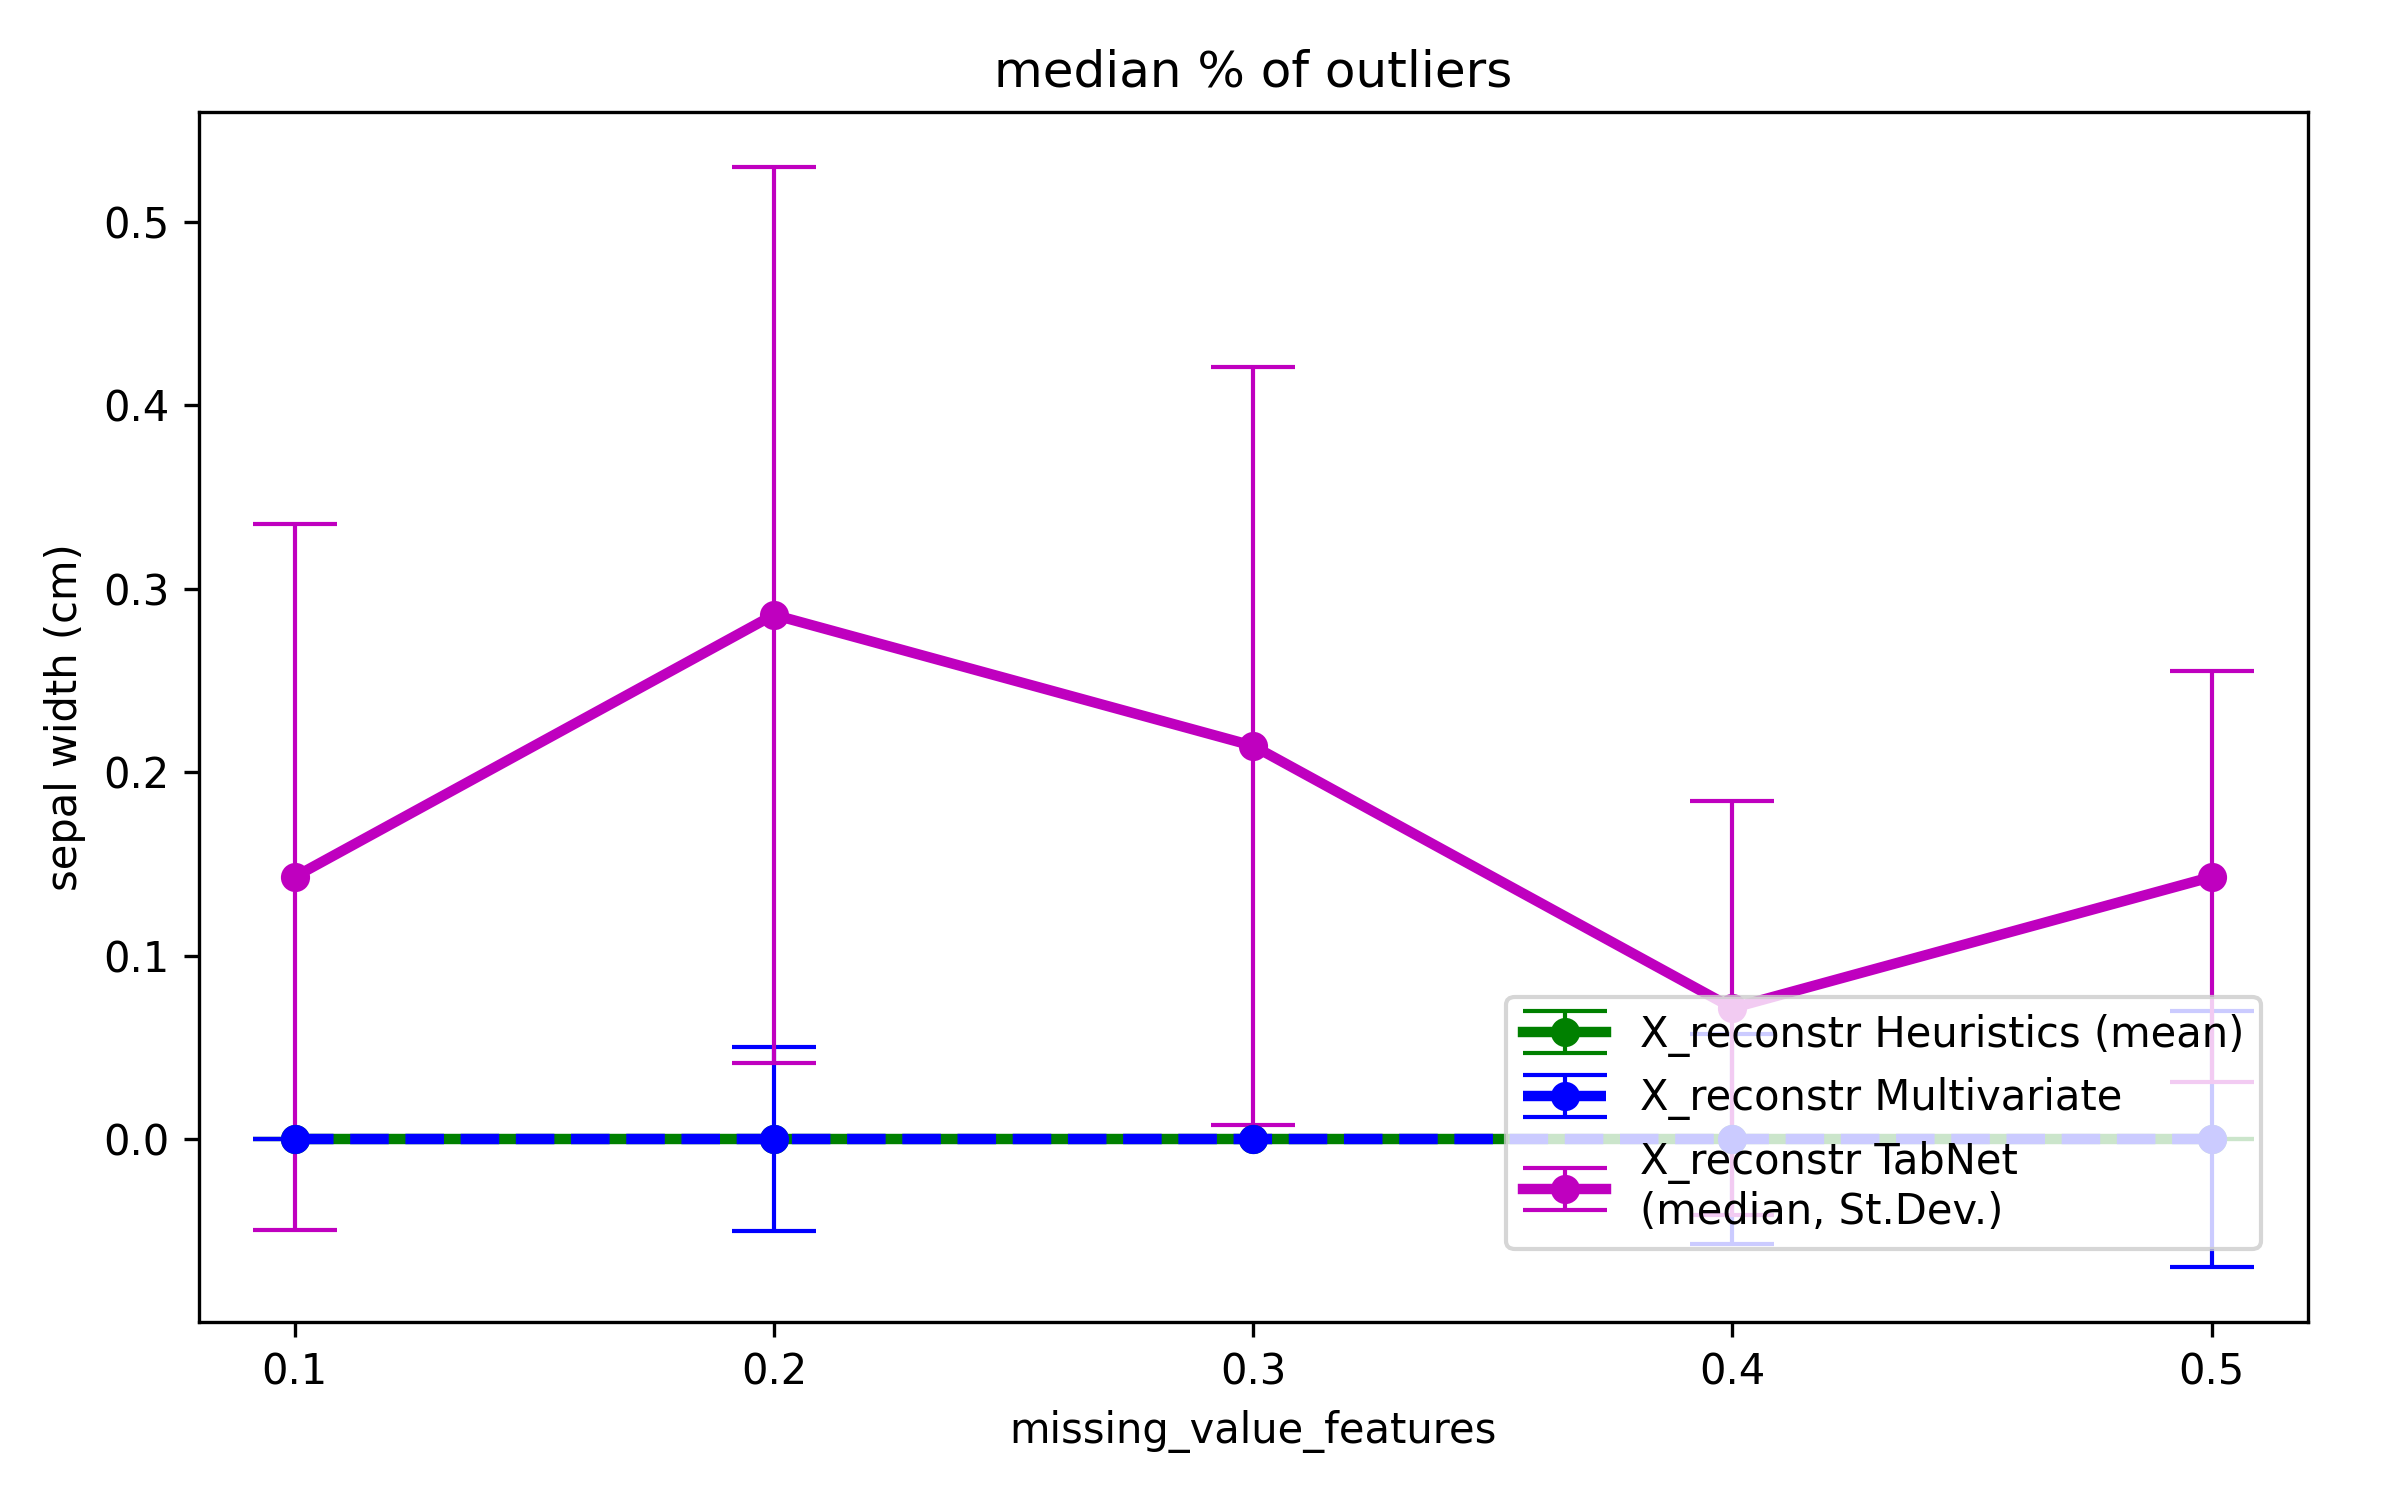 median % of outliers
sepal width (cm)
0.5
0.4
0.3
0.2
0.1
0.0
X_reconstr Heuristics (mean)
X_reconstr Multivariate
X_reconstr TabNet
(median, St.Dev.)
0.1 0.2 0.3 0.4 0.5
missing_value_features